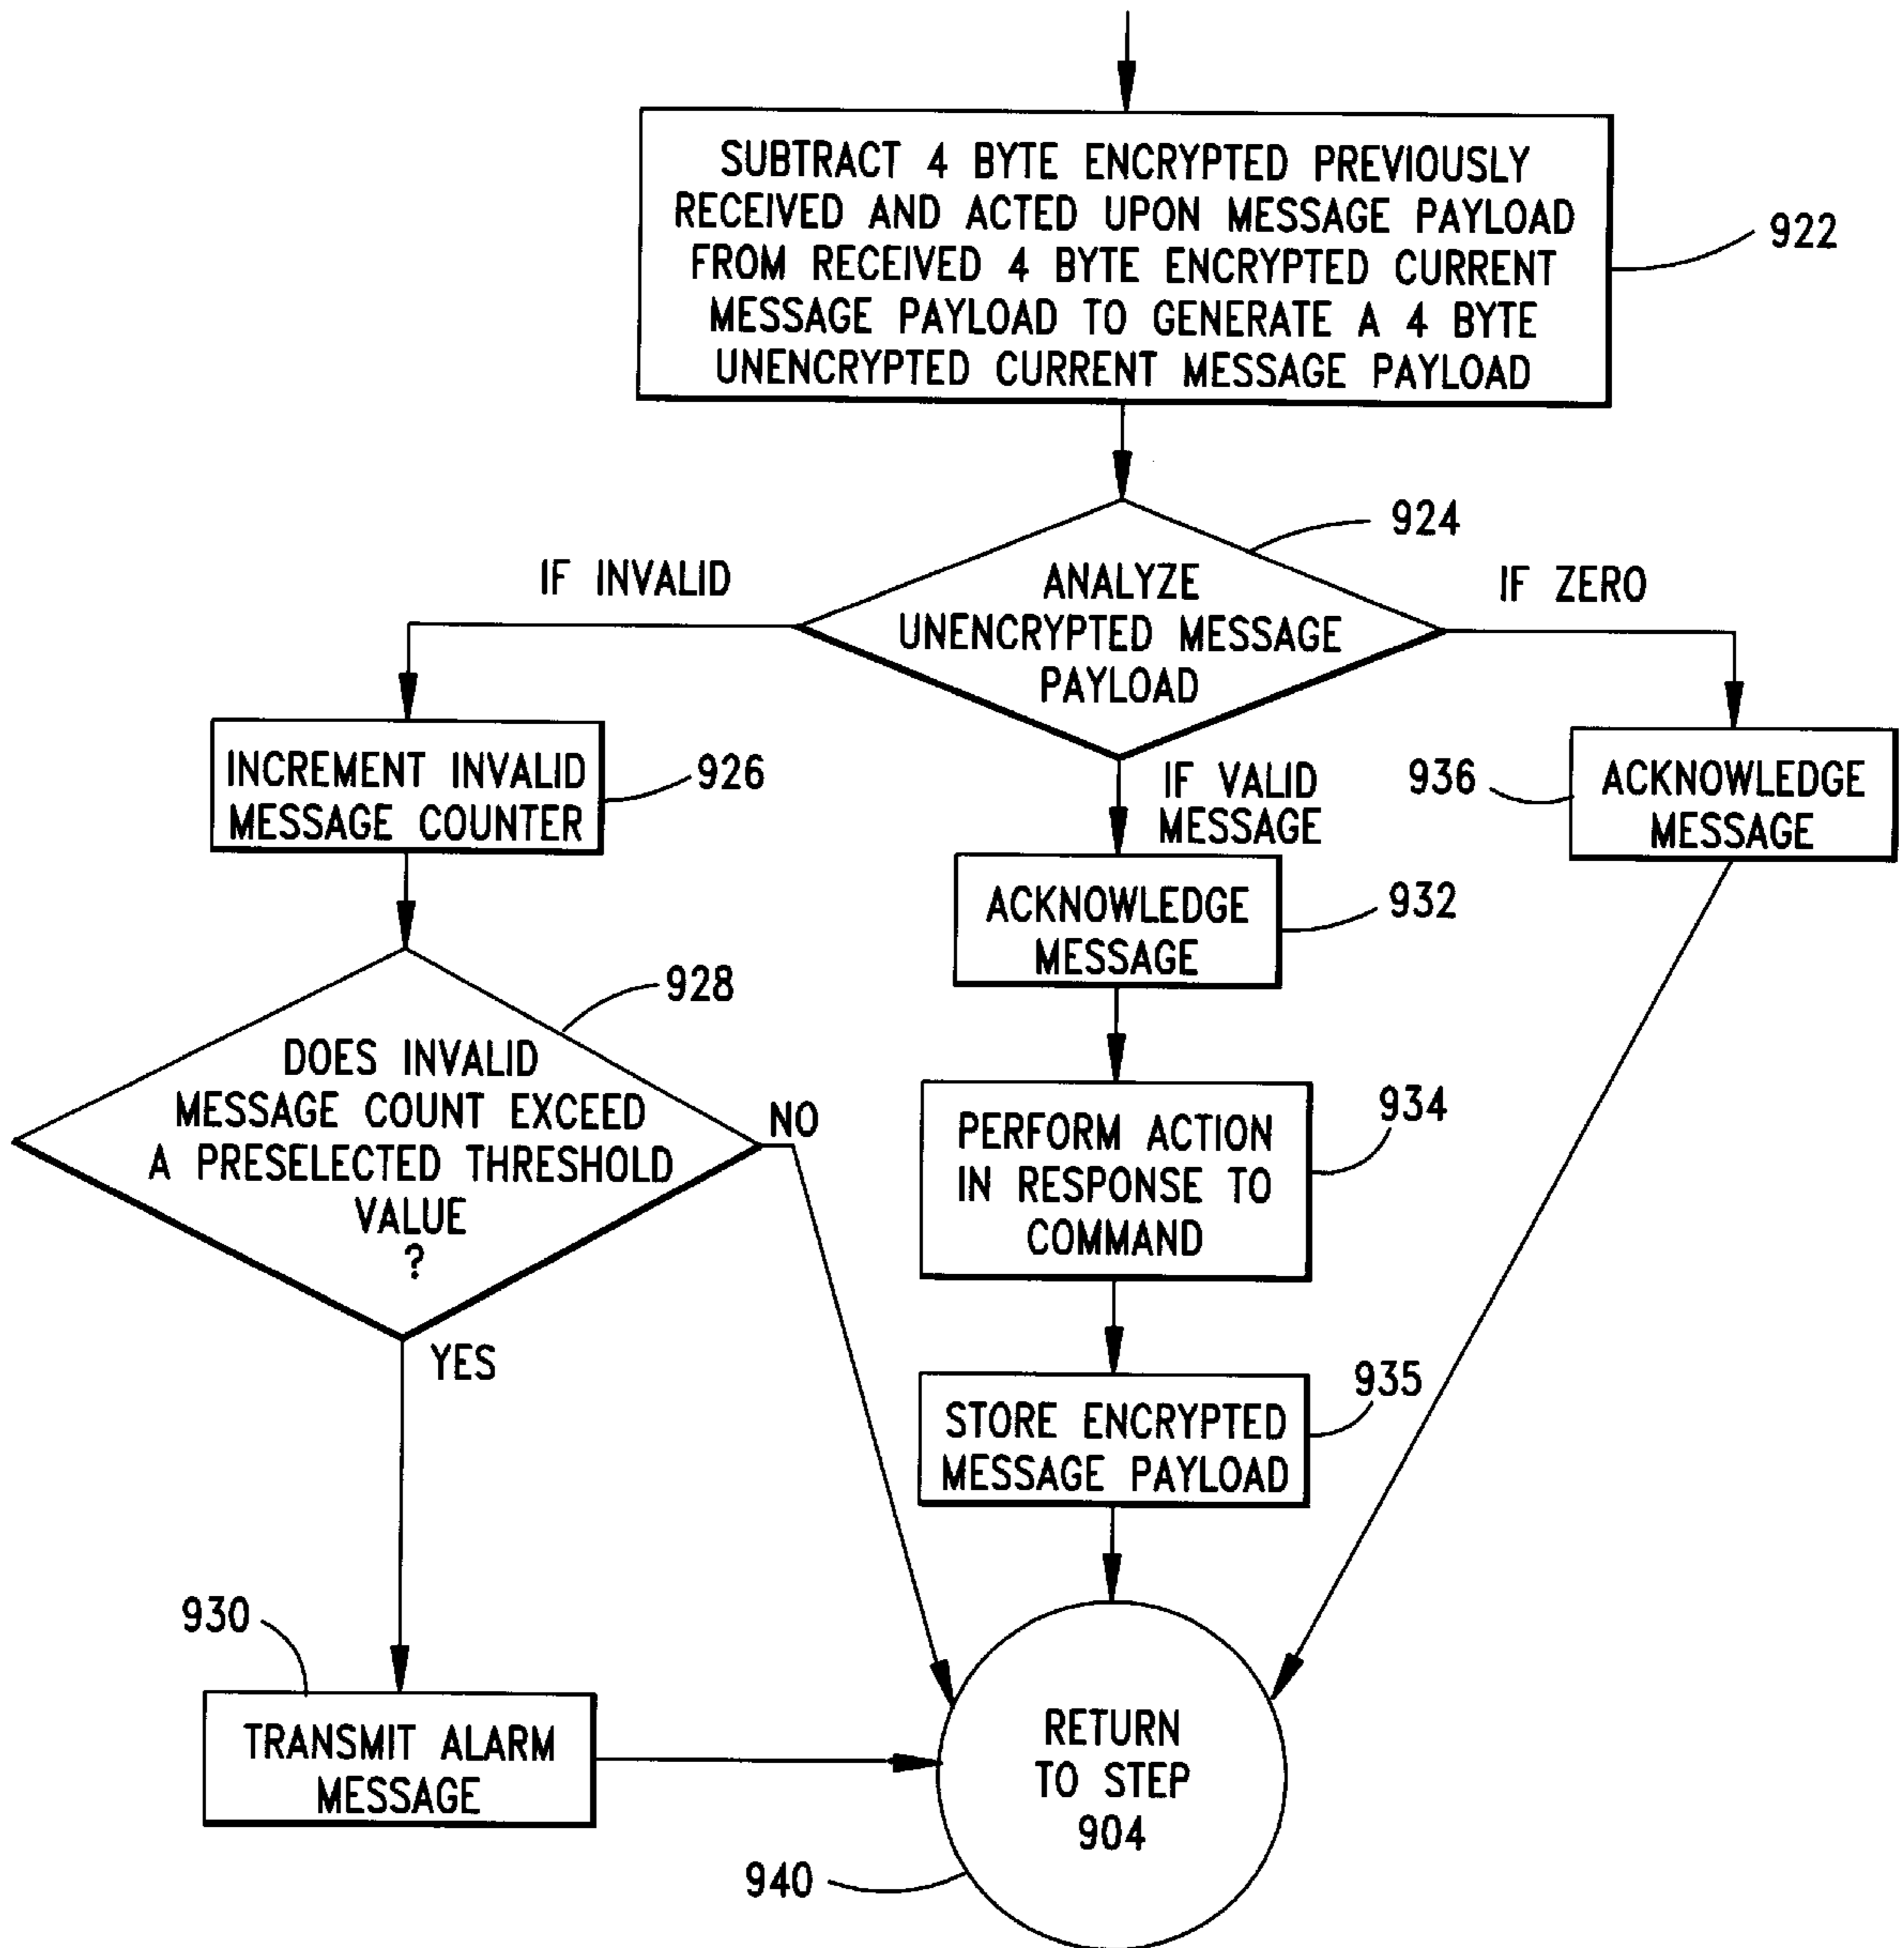 SUBTRACT 4 BYTE ENCRYPTED PREVIOUSLY
RECEIVED AND ACTED UPON MESSAGE PAYLOAD
FROM RECEIVED 4 BYTE ENCRYPTED CURRENT
MESSAGE PAYLOAD TO GENERATE A 4 BYTE
UNENCRYPTED CURRENT MESSAGE PAYLOAD
922
924
ANALYZE
UNENCRYPTED MESSAGE
PAYLOAD
IF INVALID
IF ZERO
IF VALID
MESSAGE
INCREMENT INVALID
MESSAGE COUNTER
926
936
ACKNOWLEDGE
MESSAGE
ACKNOWLEDGE
MESSAGE
932
928
DOES INVALID
MESSAGE COUNT EXCEED
A PRESELECTED THRESHOLD
VALUE
?
NO
YES
PERFORM ACTION
IN RESPONSE TO
COMMAND
934
STORE ENCRYPTED
MESSAGE PAYLOAD
935
930
TRANSMIT ALARM
MESSAGE
RETURN
TO STEP
904
940